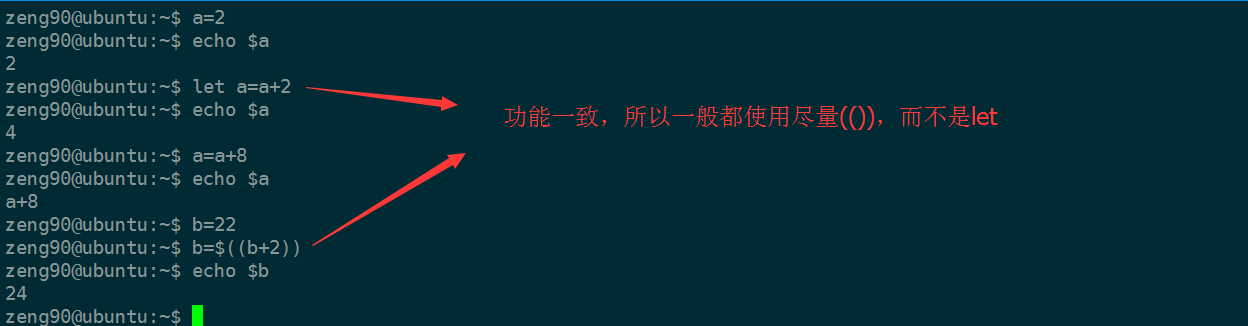 zeng90@ubuntu:~$ a=2
zeng90@ubuntu:~$ echo $a
2
zeng90@ubuntu:~$ let a=a+2
zeng90@ubuntu:~$ echo $a
4
zeng90@ubuntu:~$ a=a+8
zeng90@ubuntu:~$ echo $a
a+8
zeng90@ubuntu:~$ b=22
zeng90@ubuntu:~$ b=$((b+2))
zeng90@ubuntu:~$ echo $b
24
zeng90@ubuntu:~$
功能一致，所以一般都使用尽量(())，而不是let